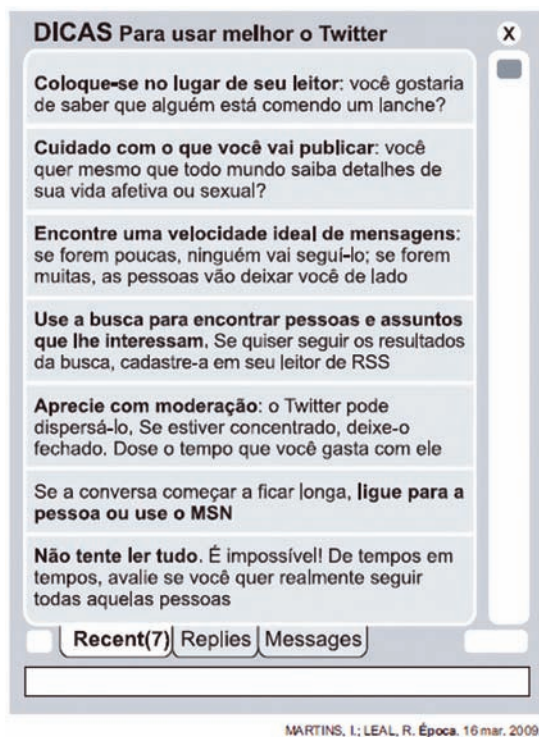 DICAS Para usar melhor o Twitter
X
Coloque-se no lugar de seu leitor: você gostaria
de saber que alguém está comendo um lanche?
Cuidado com o que você vai publicar: você
quer mesmo que todo mundo saiba detalhes de
sua vida afetiva ou sexual?
Encontre uma velocidade ideal de mensagens:
se forem poucas, ninguém vai seguí-lo; se forem
muitas, as pessoas vão deixar você de lado
Use a busca para encontrar pessoas e assuntos
que lhe interessam. Se quiser seguir os resultados
da busca, cadastre-a em seu leitor de RSS
Aprecie com moderação: o Twitter pode
dispersá-lo, Se estiver concentrado, deixe-o
fechado. Dose o tempo que você gasta com ele
Se a conversa começar a ficar longa, ligue para a
pessoa ou use o MSN
Não tente ler tudo. É impossível! De tempos em
tempos, avalie se você quer realmente seguir
todas aquelas pessoas
Recent(7) Replies Messages
MARTINS, I.; LEAL, R. Época. 16 mar. 2009